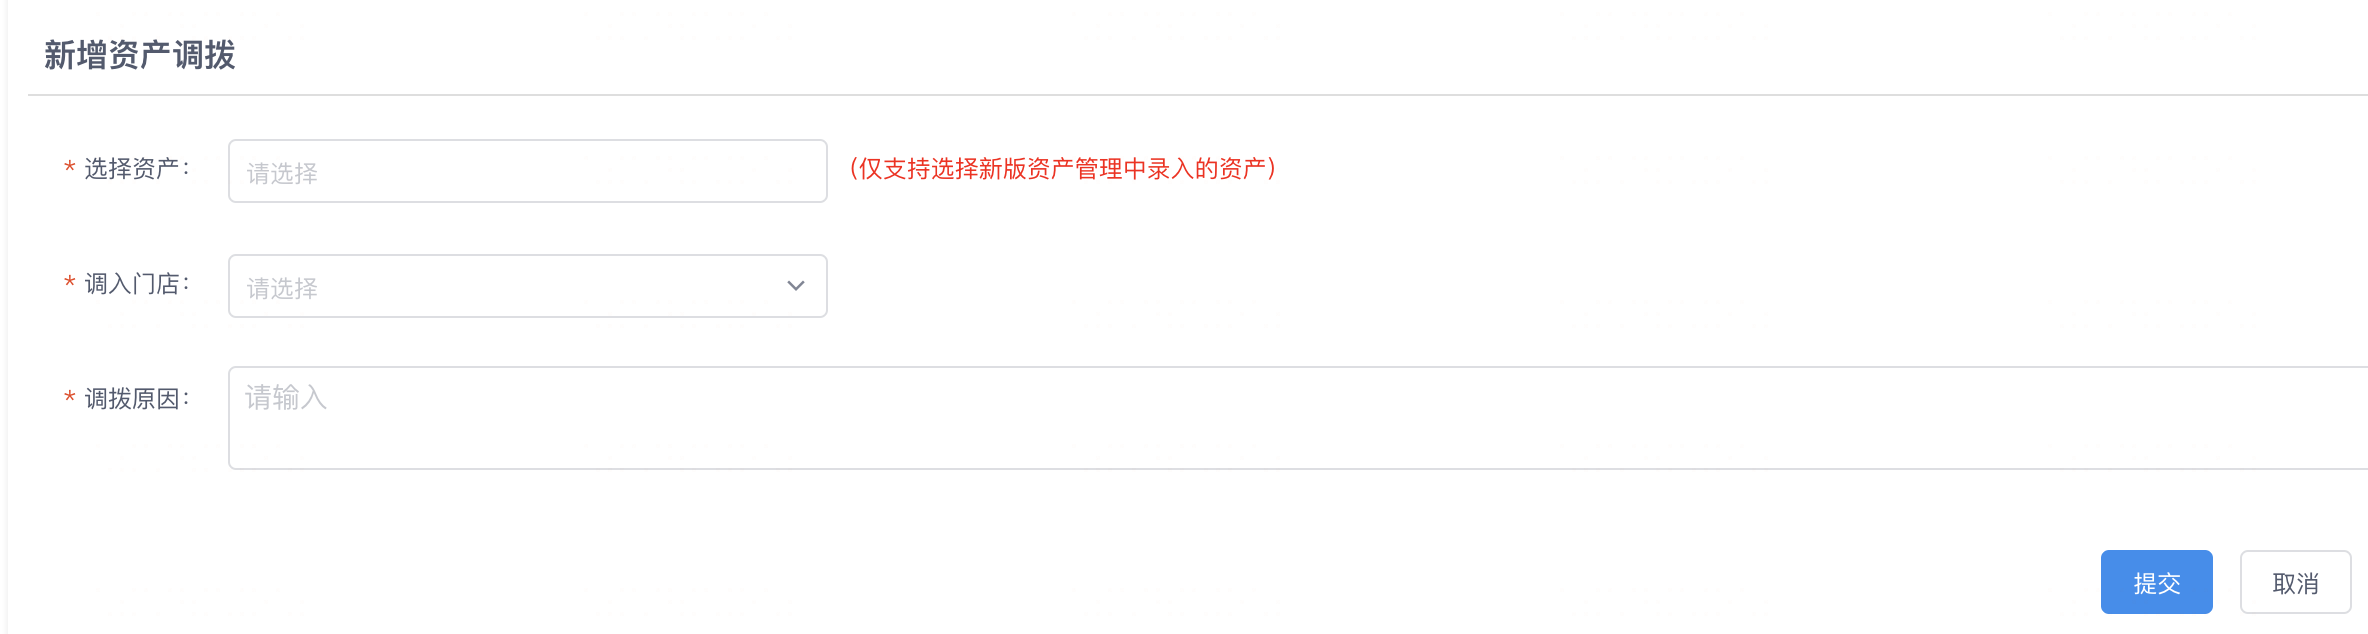 新增资产调拨
* 选择资产： 请选择 （仅支持选择新版资产管理中录入的资产）
* 调入门店： 请选择
* 调拨原因： 请输入
提交 取消